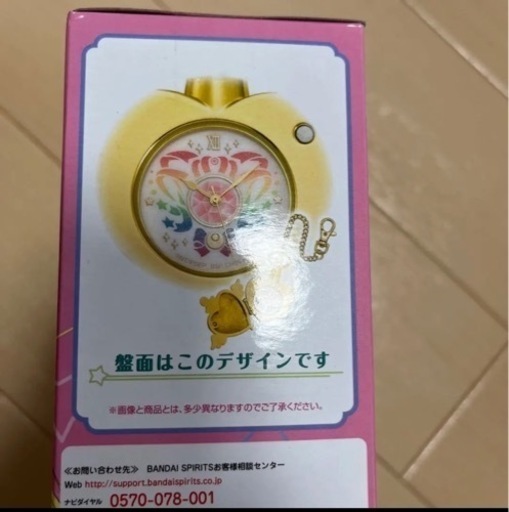 XII
盤面はこのデザインです
※画像と商品とは、多少異なりますのでご了承ください。
≪お問い合わせ先≫ BANDAI SPIRITSお客様相談センター
Web http://support.bandaispirits.co.jp
ナビダイヤル 0570-078-001